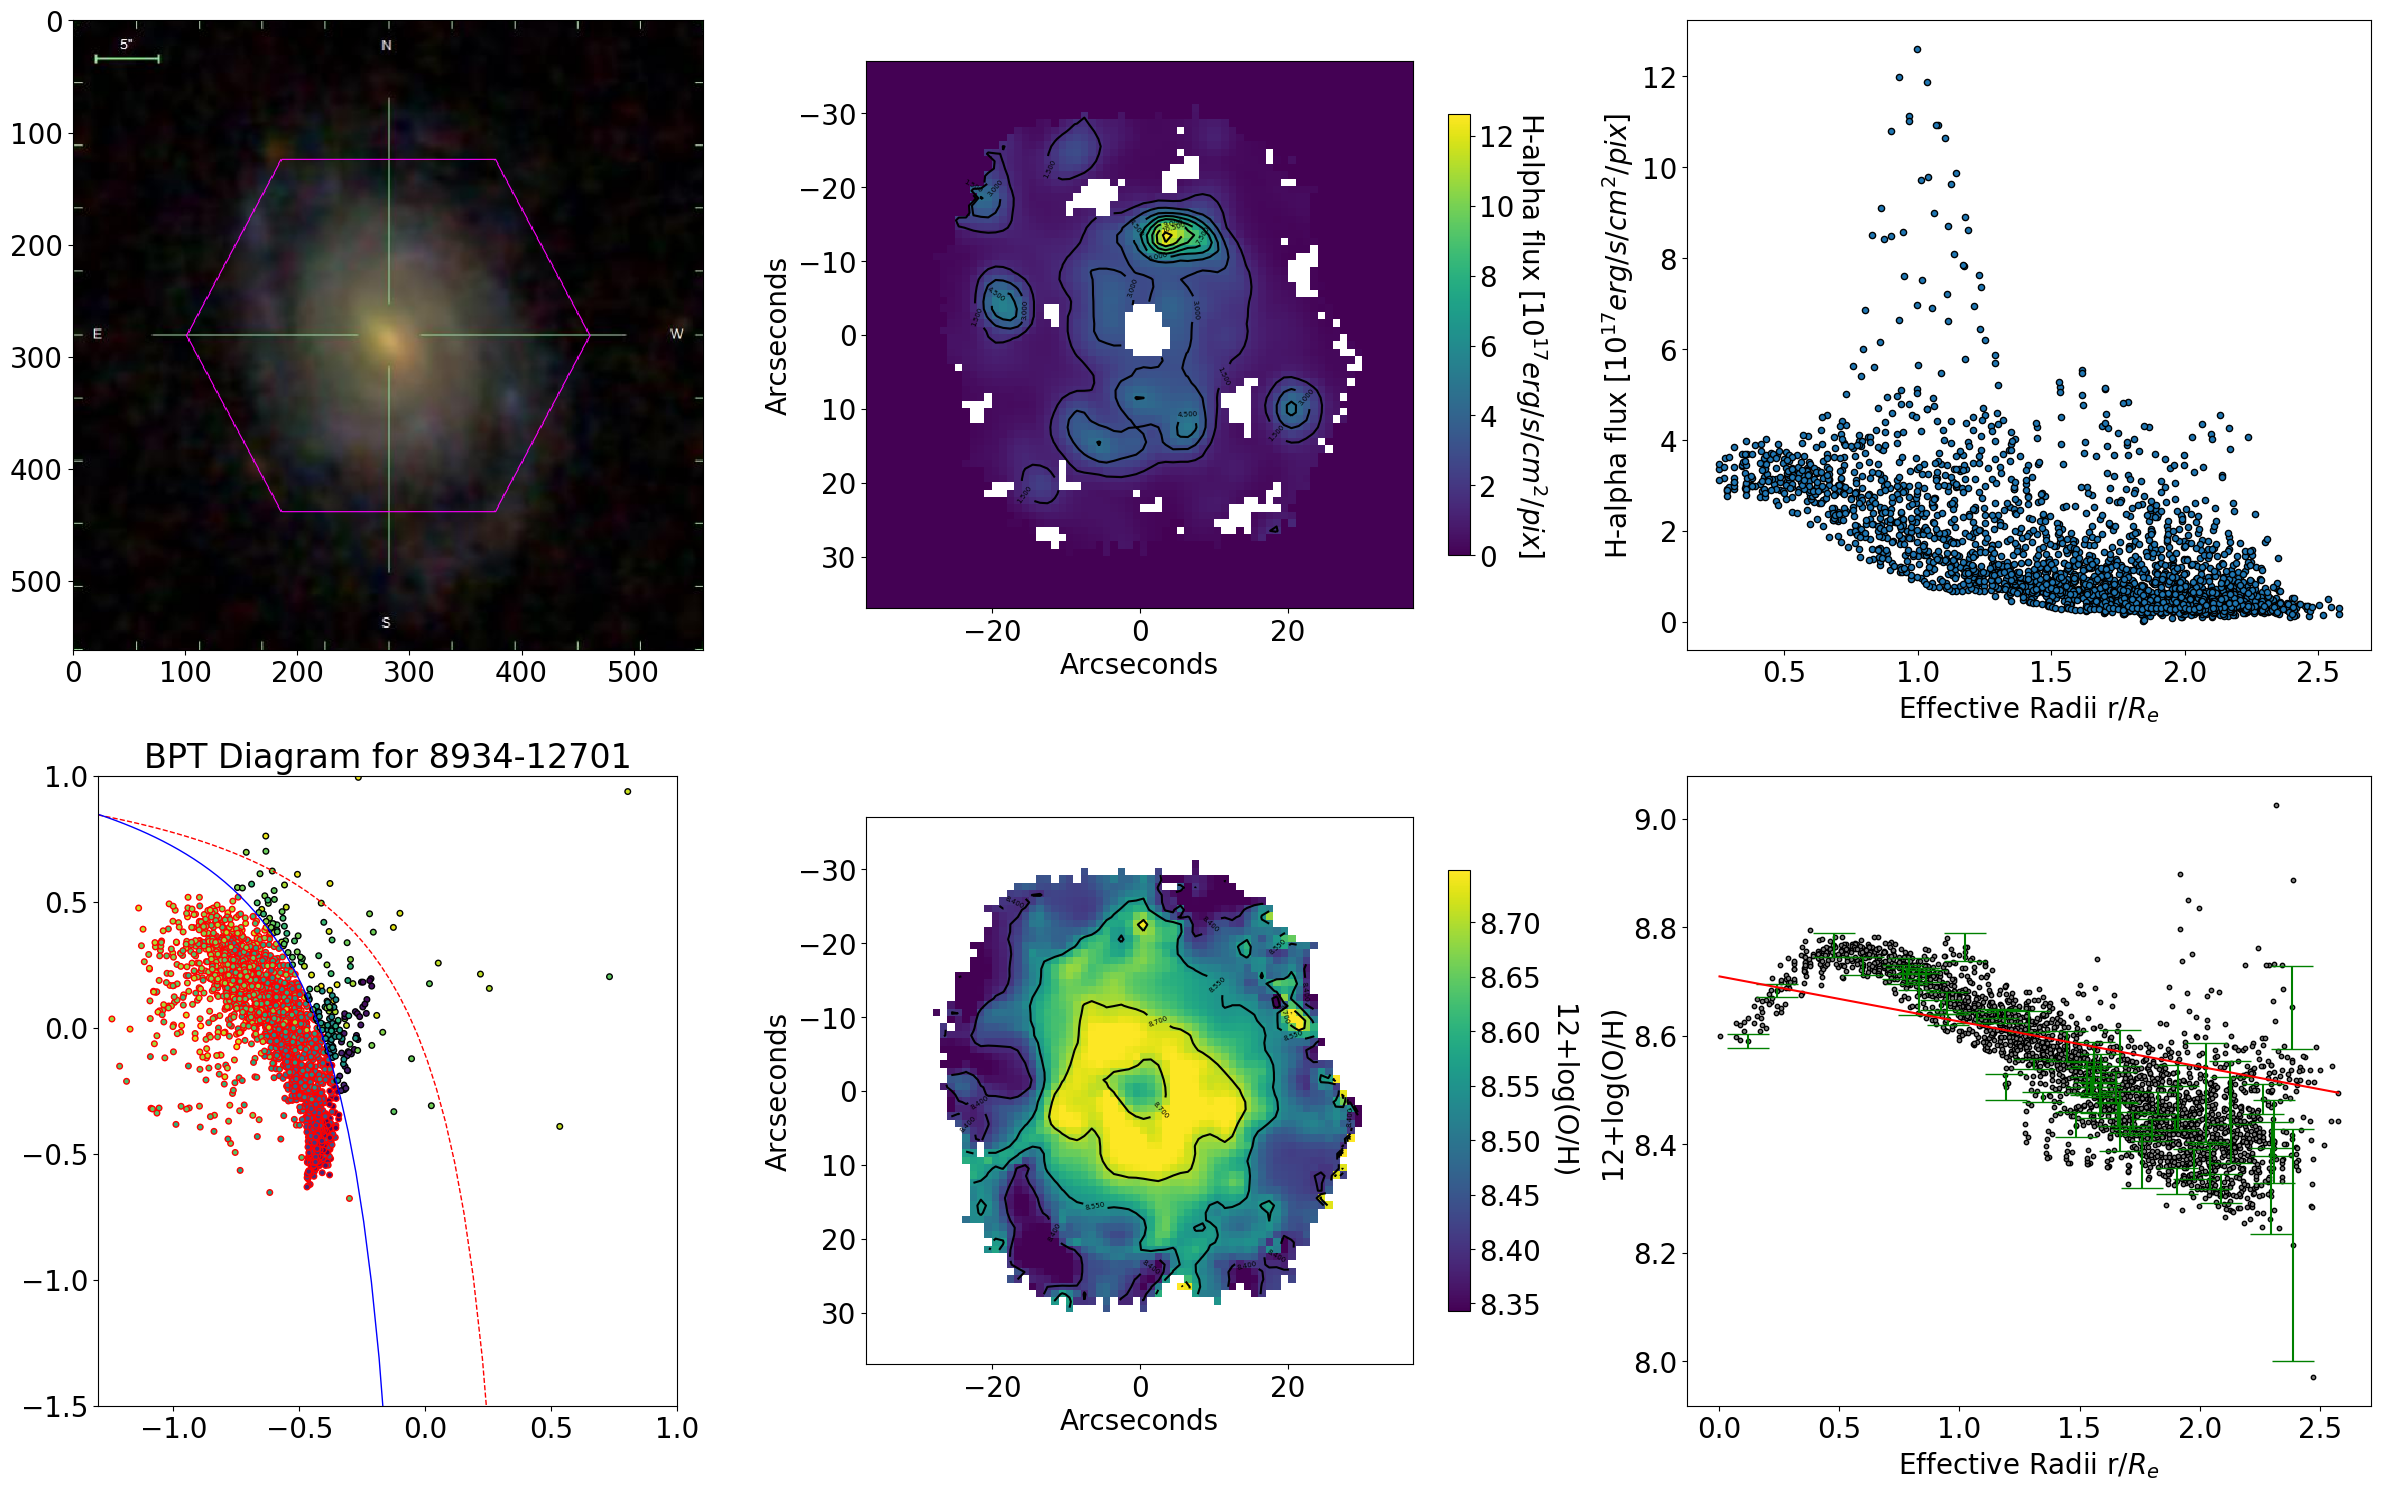 0
100
200
300
400
500
0 100 200 300 400 500
5"
N
E
W
S
−30
−20
−10
0
10
20
30
−20 0 20
Arcseconds
Arcseconds
12
10
8
6
4
2
0
H-alpha flux [10^17 erg/s/cm^2/pix]
12
10
8
6
4
2
0
H-alpha flux [10^17 erg/s/cm^2/pix]
0.5 1.0 1.5 2.0 2.5
Effective Radii r/R_e
BPT Diagram for 8934-12701
1.0
0.5
0.0
−0.5
−1.0
−1.5
−1.0 −0.5 0.0 0.5 1.0
−30
−20
−10
0
10
20
30
−20 0 20
Arcseconds
Arcseconds
8.70
8.65
8.60
8.55
8.50
8.45
8.40
8.35
12+log(O/H)
9.0
8.8
8.6
8.4
8.2
8.0
12+log(O/H)
0.0 0.5 1.0 1.5 2.0 2.5
Effective Radii r/R_e